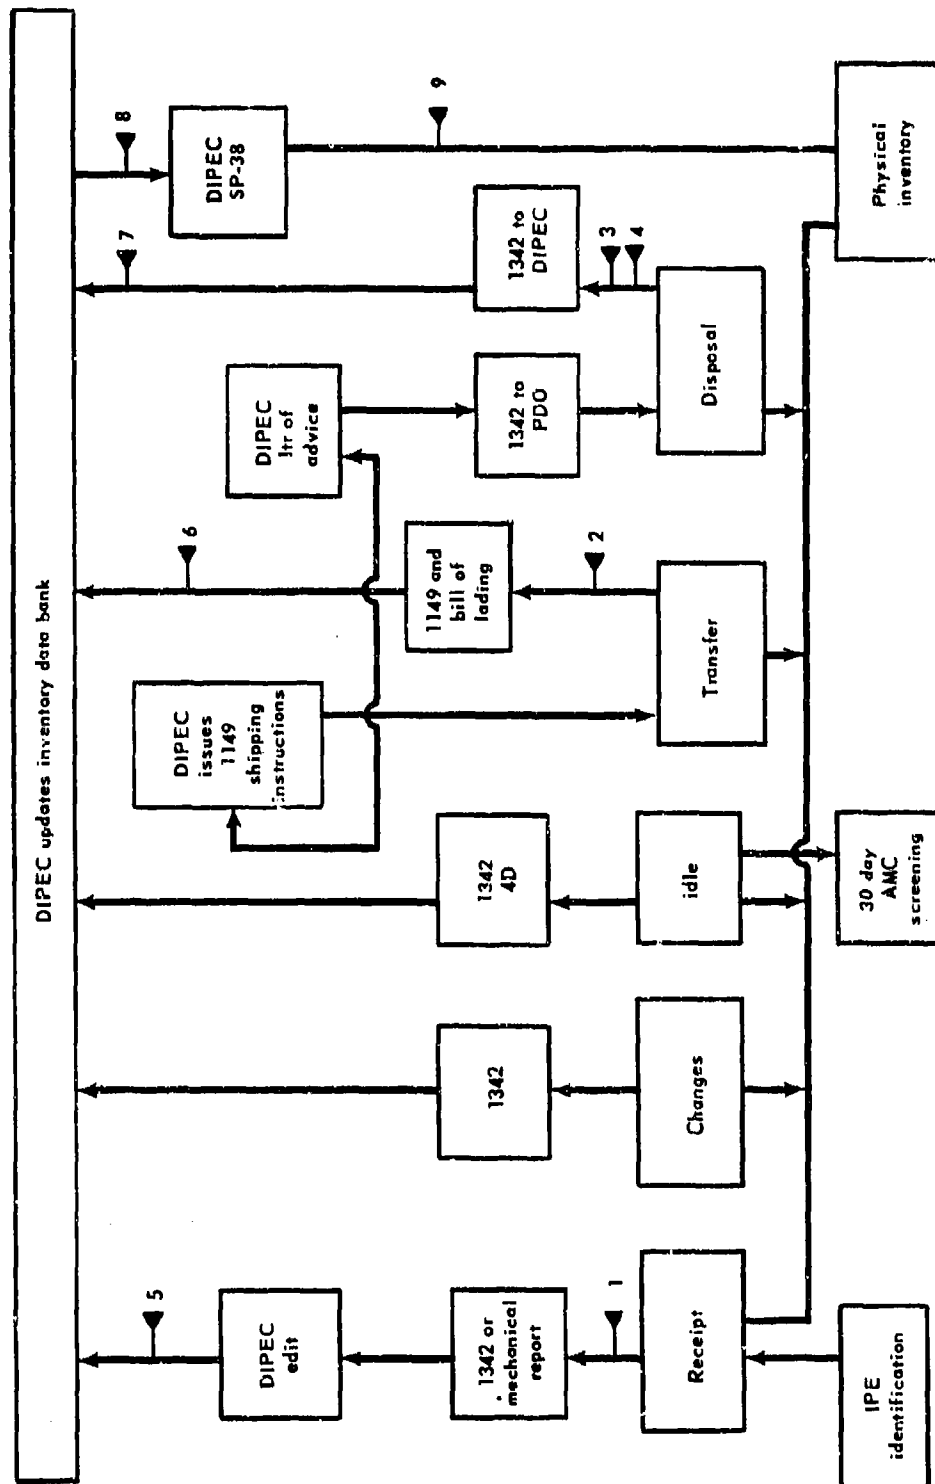 DIPEC updates inventory data bank
5
6
7
8
DIPEC
edit
DIPEC
issues
1149
shipping
instructions
DIPEC
ltr of
advice
DIPEC
SP-38
9
1342 or
mechanical
report
1342
1342
4D
1149 and
bill of
lading
1342 to
PDO
1342 to
DIPEC
1
2
3
4
Receipt
Changes
idle
Transfer
Disposal
IPE
identification
30 day
AMC
screening
Physical
inventory